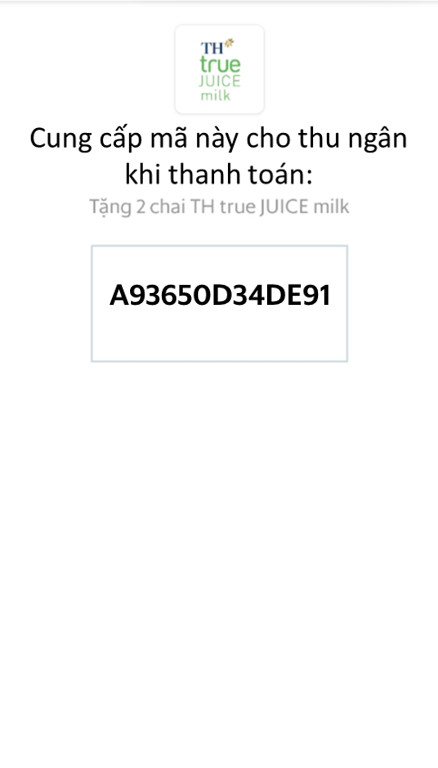 TH
true
JUICE
milk
Cung cấp mã này cho thu ngân
khi thanh toán:
Tặng 2 chai TH true JUICE milk
A93650D34DE91